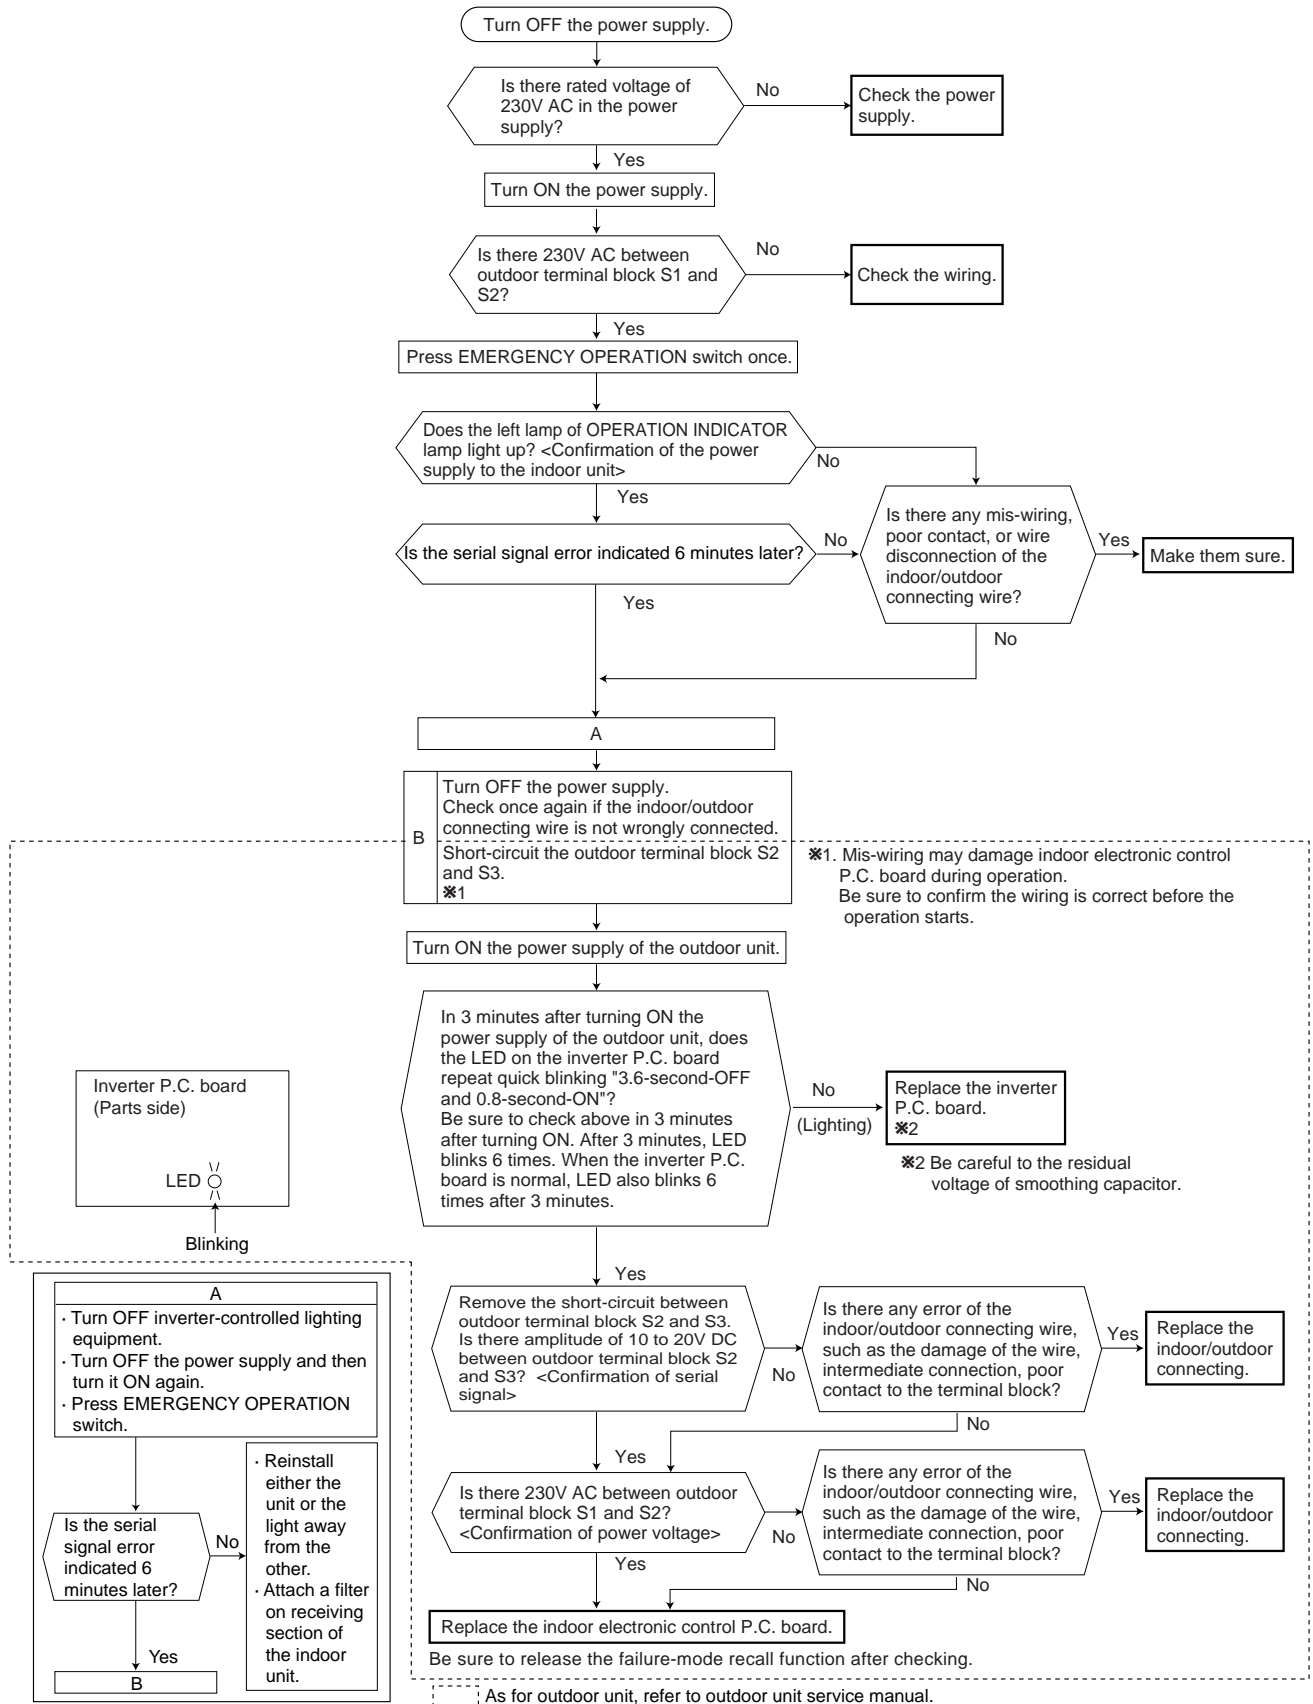 Turn OFF the power supply.
Is there rated voltage of
230V AC in the power
supply?
No
Check the power
supply.
Yes
Turn ON the power supply.
Is there 230V AC between
outdoor terminal block S1 and
S2?
No
Check the wiring.
Yes
Press EMERGENCY OPERATION switch once.
Does the left lamp of OPERATION INDICATOR
lamp light up? <Confirmation of the power
supply to the indoor unit>
No
Yes
Is the serial signal error indicated 6 minutes later?
No
Is there any mis-wiring,
poor contact, or wire
disconnection of the
indoor/outdoor
connecting wire?
Yes
Make them sure.
Yes
No
A
B
Turn OFF the power supply.
Check once again if the indoor/outdoor
connecting wire is not wrongly connected.
Short-circuit the outdoor terminal block S2
and S3.
※1
※1. Mis-wiring may damage indoor electronic control
P.C. board during operation.
Be sure to confirm the wiring is correct before the
operation starts.
Turn ON the power supply of the outdoor unit.
In 3 minutes after turning ON the
power supply of the outdoor unit, does
the LED on the inverter P.C. board
repeat quick blinking "3.6-second-OFF
and 0.8-second-ON"?
Be sure to check above in 3 minutes
after turning ON. After 3 minutes, LED
blinks 6 times. When the inverter P.C.
board is normal, LED also blinks 6
times after 3 minutes.
No
(Lighting)
Replace the inverter
P.C. board.
※2
※2 Be careful to the residual
voltage of smoothing capacitor.
Inverter P.C. board
(Parts side)
LED
Blinking
Yes
Remove the short-circuit between
outdoor terminal block S2 and S3.
Is there amplitude of 10 to 20V DC
between outdoor terminal block S2
and S3? <Confirmation of serial
signal>
No
Is there any error of the
indoor/outdoor connecting wire,
such as the damage of the wire,
intermediate connection, poor
contact to the terminal block?
Yes
Replace the
indoor/outdoor
connecting.
No
Yes
Is there 230V AC between outdoor
terminal block S1 and S2?
<Confirmation of power voltage>
No
Is there any error of the
indoor/outdoor connecting wire,
such as the damage of the wire,
intermediate connection, poor
contact to the terminal block?
Yes
Replace the
indoor/outdoor
connecting.
Yes
No
Replace the indoor electronic control P.C. board.
Be sure to release the failure-mode recall function after checking.
A
· Turn OFF inverter-controlled lighting
equipment.
· Turn OFF the power supply and then
turn it ON again.
· Press EMERGENCY OPERATION
switch.
Is the serial
signal error
indicated 6
minutes later?
No
· Reinstall
either the
unit or the
light away
from the
other.
· Attach a filter
on receiving
section of
the indoor
unit.
Yes
B
As for outdoor unit, refer to outdoor unit service manual.